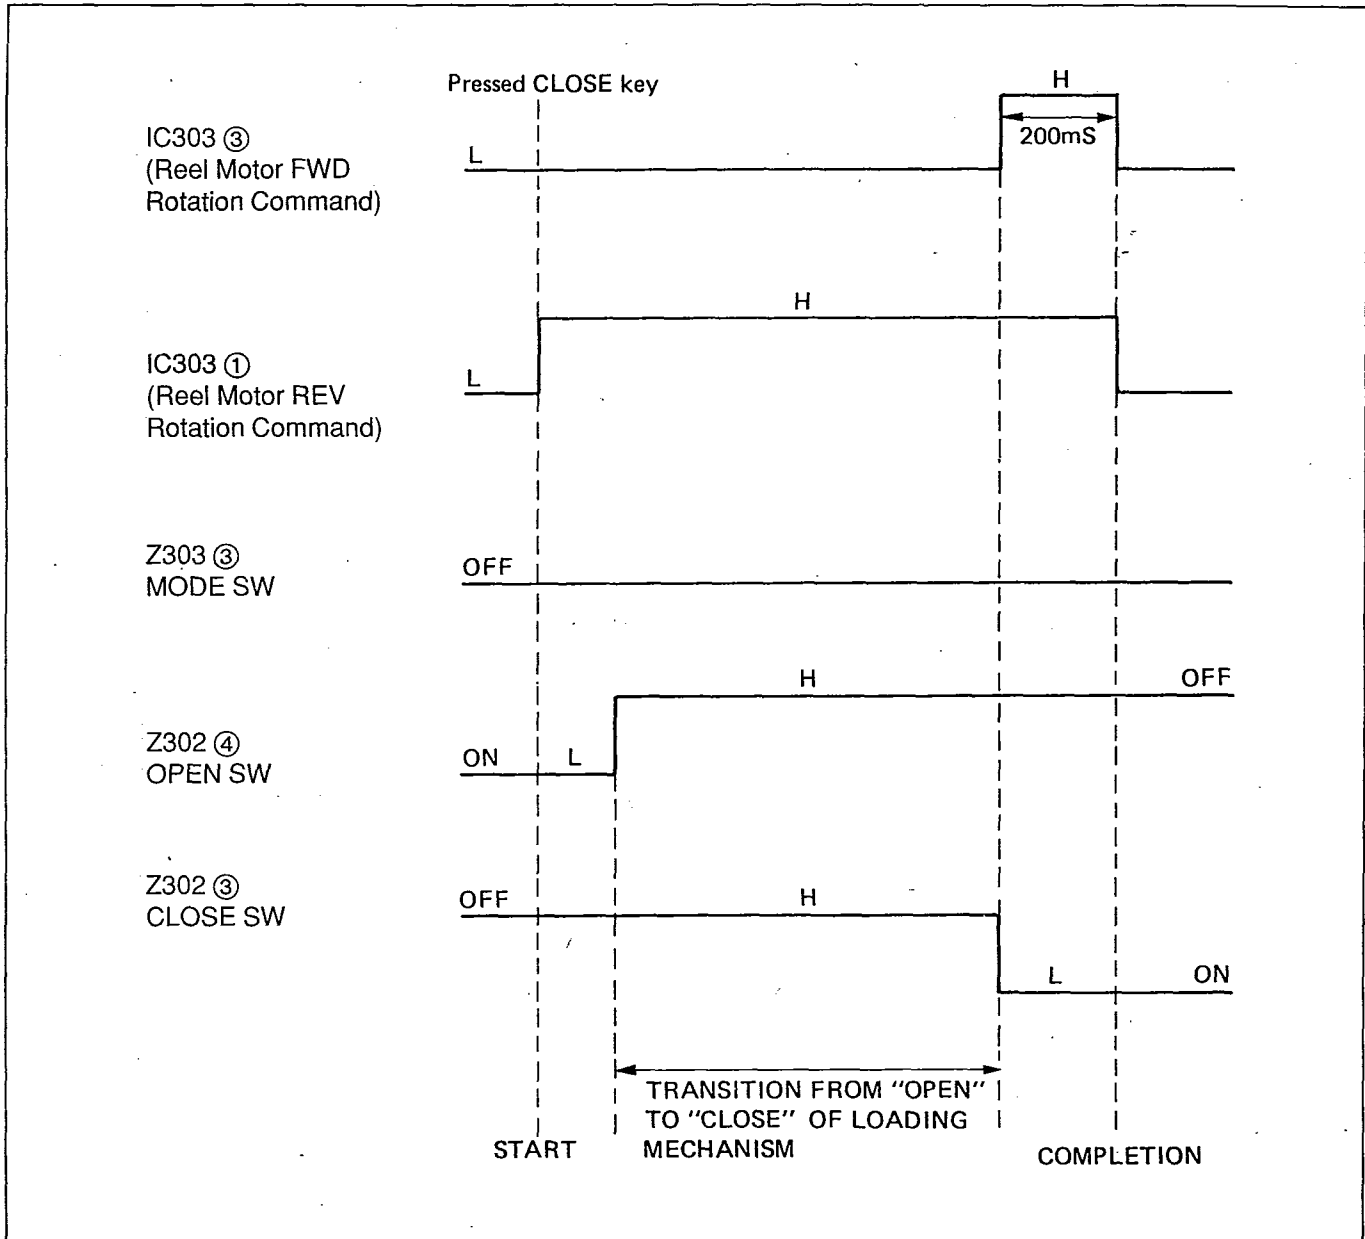 Pressed CLOSE key
H
200mS
IC303 ③
(Reel Motor FWD
Rotation Command)
L
H
IC303 ①
(Reel Motor REV
Rotation Command)
L
Z303 ③
MODE SW
OFF
H
OFF
Z302 ④
OPEN SW
ON
L
Z302 ③
CLOSE SW
OFF
H
L
ON
TRANSITION FROM "OPEN"
TO "CLOSE" OF LOADING
MECHANISM
START
COMPLETION